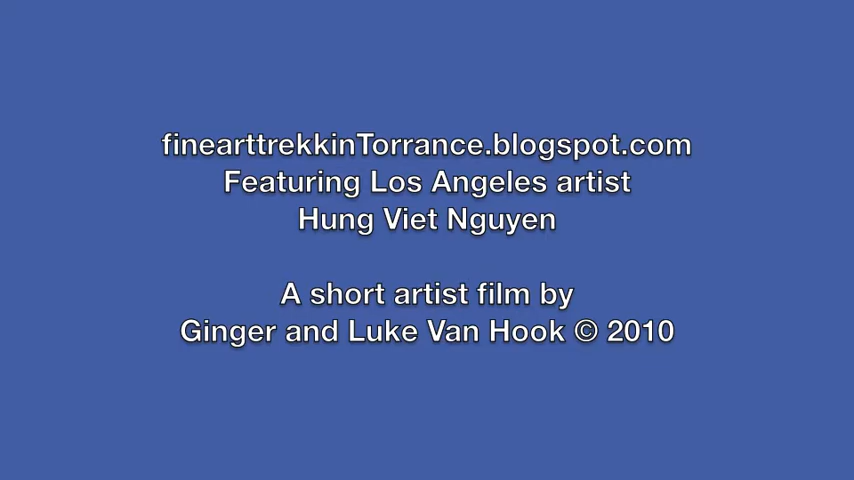 finearttrekkinTorrance.blogspot.com
Featuring Los Angeles artist
Hung Viet Nguyen
A short artist film by
Ginger and Luke Van Hook © 2010